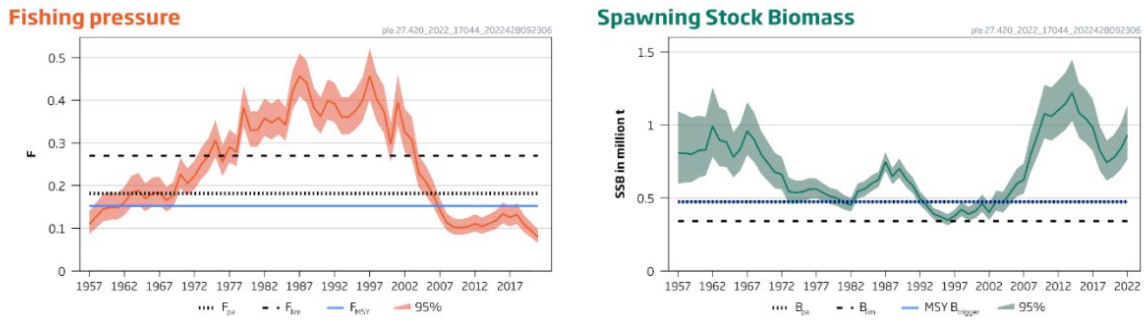 Fishing pressure
ple.27.420_2022_17044_2022428092306
F
0.5
0.4
0.3
0.2
0.1
0
1957 1962 1967 1972 1977 1982 1987 1992 1997 2002 2007 2012 2017
Fpa Flim FMSY 95%
Spawning Stock Biomass
ple.27.420_2022_17044_2022428092306
SSB in million t
1.5
1
0.5
0
1957 1962 1967 1972 1977 1982 1987 1992 1997 2002 2007 2012 2017 2022
Bpa Blim MSY Btrigger 95%